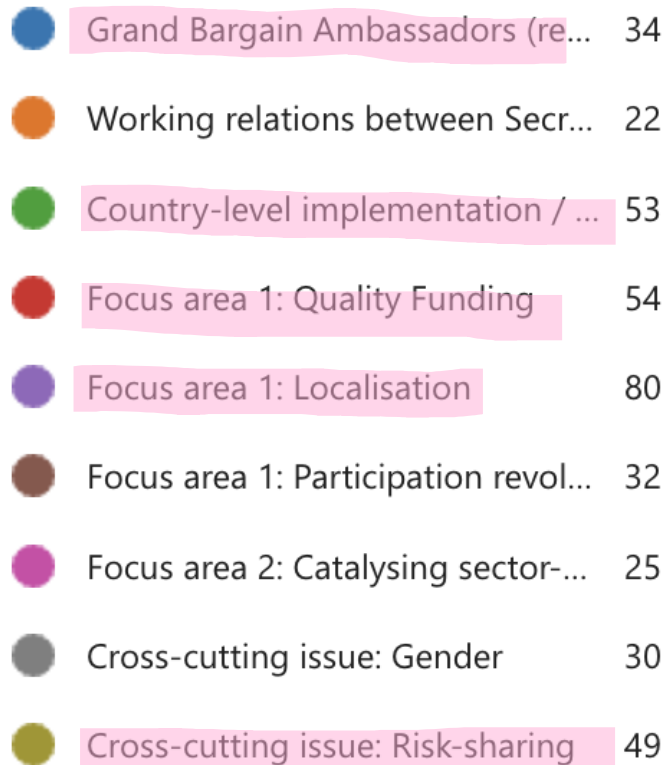 Grand Bargain Ambassadors (re... 34
Working relations between Secr... 22
Country-level implementation / ... 53
Focus area 1: Quality Funding 54
Focus area 1: Localisation 80
Focus area 1: Participation revol... 32
Focus area 2: Catalysing sector-... 25
Cross-cutting issue: Gender 30
Cross-cutting issue: Risk-sharing 49